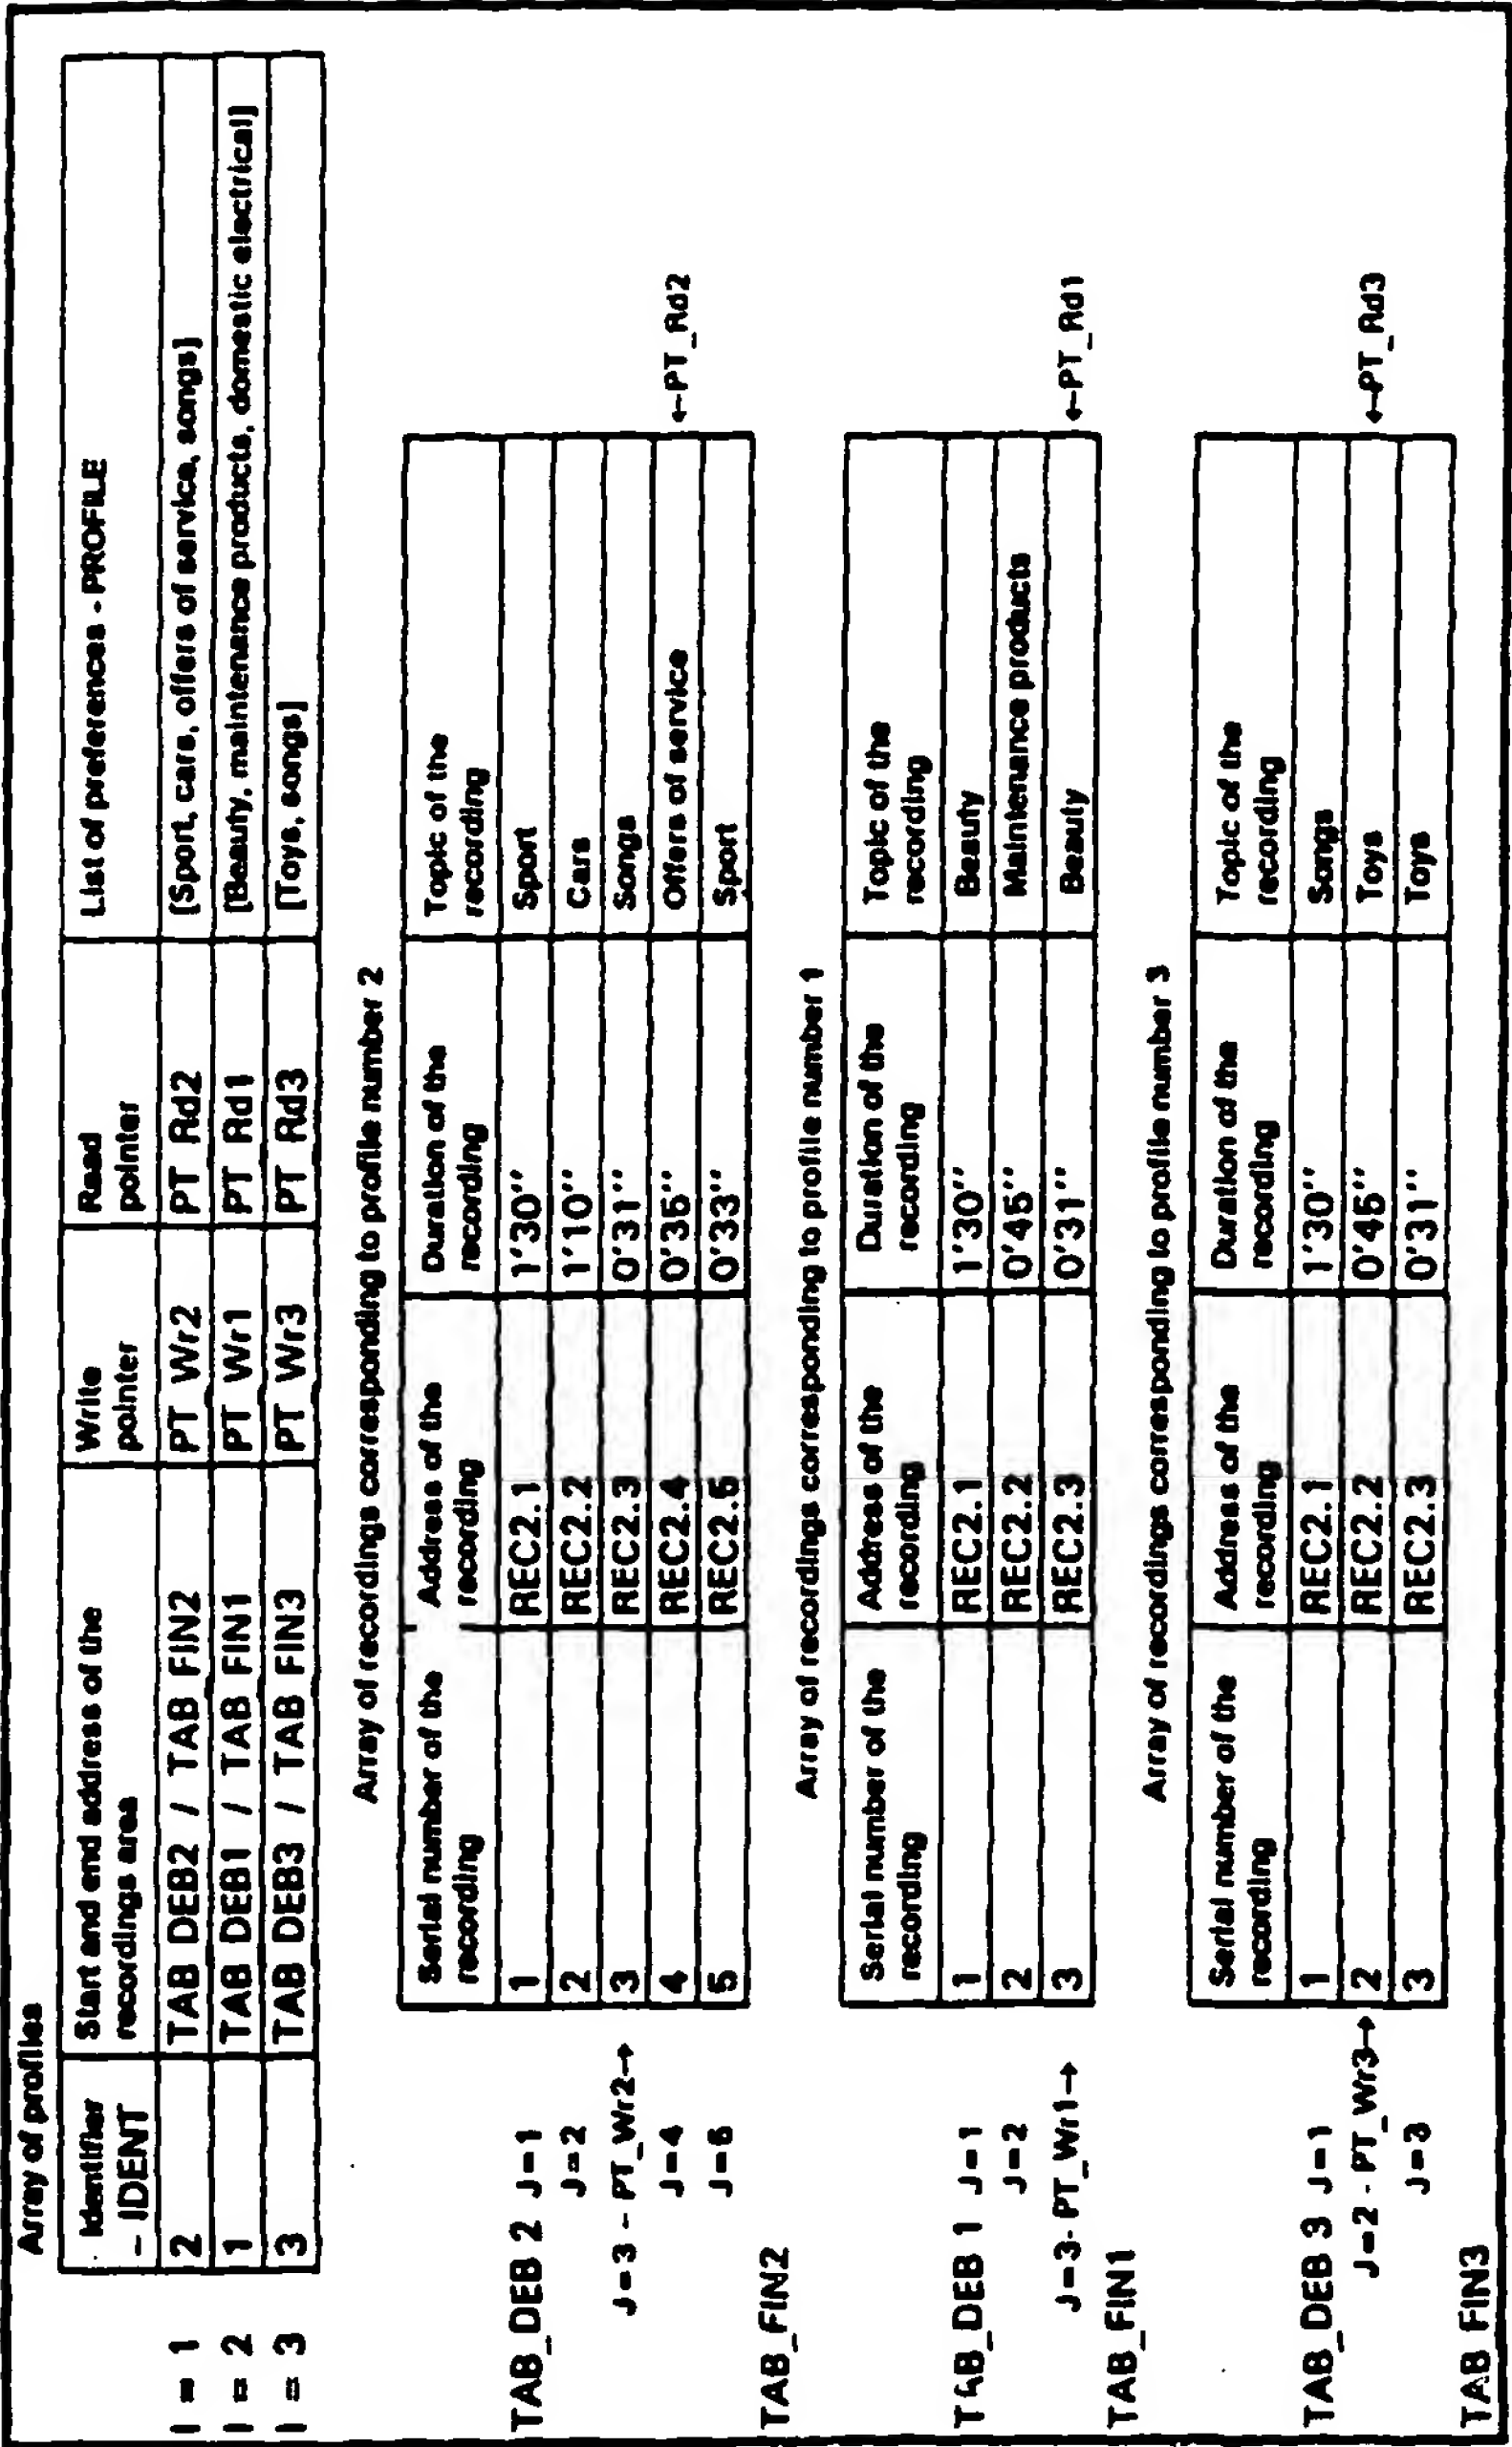 Array of profiles
Identifier - IDENT Start and end address of the recordings area Write pointer Read pointer List of preferences - PROFILE
I = 1 2 TAB DEB2 / TAB FIN2 PT Wr2 PT Rd2 [Sport, cars, offers of service, songs]
I = 2 1 TAB DEB1 / TAB FIN1 PT Wr1 PT Rd1 [Beauty, maintenance products, domestic electrical]
I = 3 3 TAB DEB3 / TAB FIN3 PT Wr3 PT Rd3 [Toys, songs]
Array of recordings corresponding to profile number 2
Serial number of the recording Address of the recording Duration of the recording Topic of the recording
TAB_DEB 2 J=1 1 REC2.1 1'30'' Sport
J=2 2 REC2.2 1'10'' Cars
J=3 - PT_Wr2→ 3 REC2.3 0'31'' Songs
J=4 4 REC2.4 0'35'' Offers of service ←PT_Rd2
J=5 5 REC2.5 0'33'' Sport
TAB_FIN2
Array of recordings corresponding to profile number 1
Serial number of the recording Address of the recording Duration of the recording Topic of the recording
TAB_DEB 1 J=1 1 REC2.1 1'30'' Beauty
J=2 2 REC2.2 0'45'' Maintenance products
J=3- PT_Wr1→ 3 REC2.3 0'31'' Beauty ←PT_Rd1
TAB_FIN1
Array of recordings corresponding to profile number 3
Serial number of the recording Address of the recording Duration of the recording Topic of the recording
TAB_DEB 3 J=1 1 REC2.1 1'30'' Songs
J=2 - PT_Wr3→ 2 REC2.2 0'45'' Toys ←PT_Rd3
J=3 3 REC2.3 0'31'' Toys
TAB FIN3